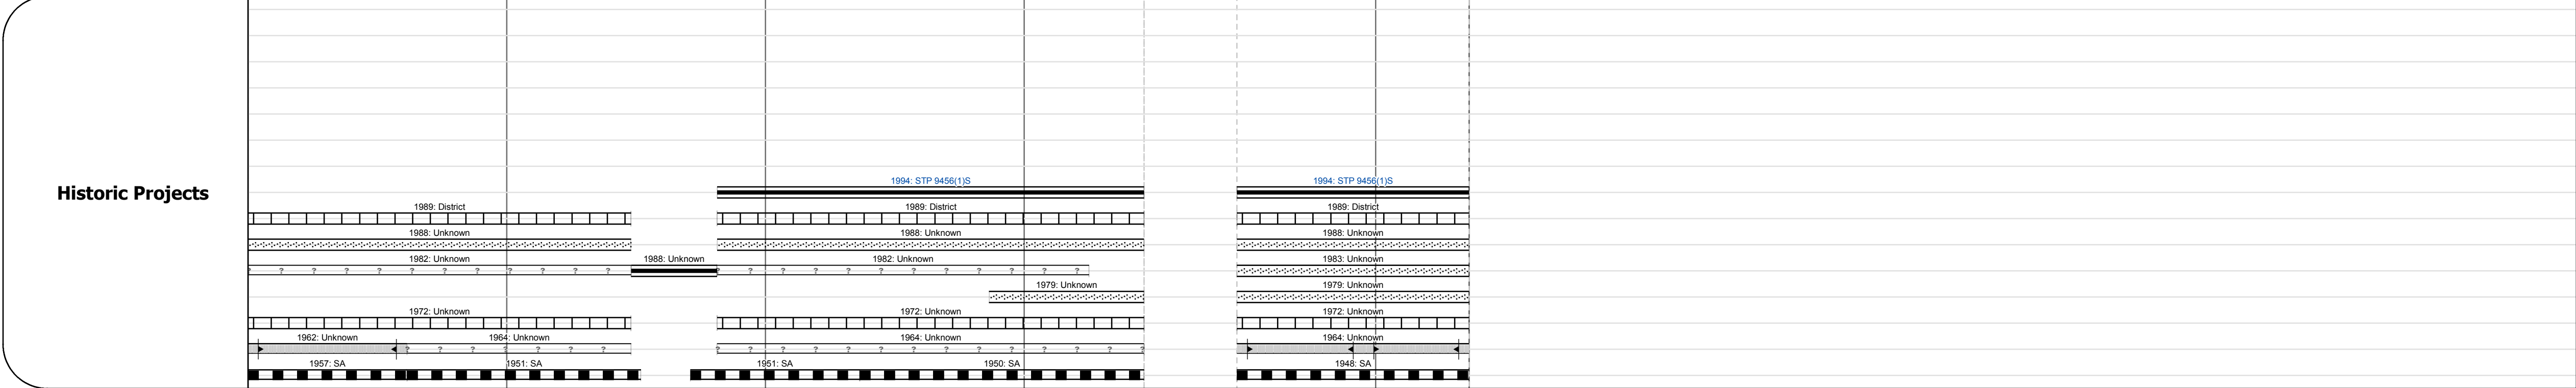 1994: STP 9456(1)S 1994: STP 9456(1)S
Historic Projects
1989: District 1989: District 1989: District
1988: Unknown 1988: Unknown 1988: Unknown
1982: Unknown 1988: Unknown 1982: Unknown 1983: Unknown
? ? ? ? ? ? ? ? ? ? ? ? ? ? ? ? ? ? ? ? ? ? ? ?
1979: Unknown 1979: Unknown
1972: Unknown 1972: Unknown 1972: Unknown
1962: Unknown 1964: Unknown 1964: Unknown 1964: Unknown
? ? ? ? ? ? ? ? ? ? ? ? ? ? ? ? ? ? ? ? ?
1957: SA 1951: SA 1951: SA 1950: SA 1948: SA